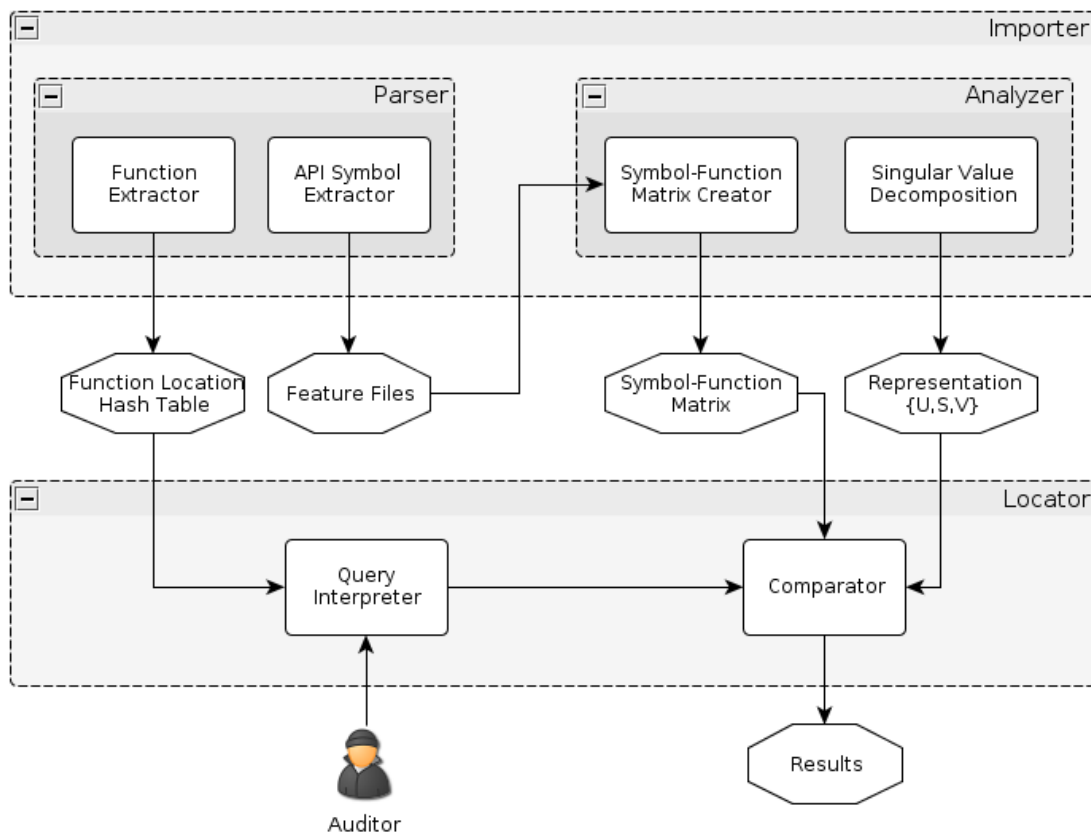 Importer
Parser
Analyzer
Function
Extractor
API Symbol
Extractor
Symbol-Function
Matrix Creator
Singular Value
Decomposition
Function Location
Hash Table
Feature Files
Symbol-Function
Matrix
Representation
{U,S,V}
Locator
Query
Interpreter
Comparator
Results
Auditor